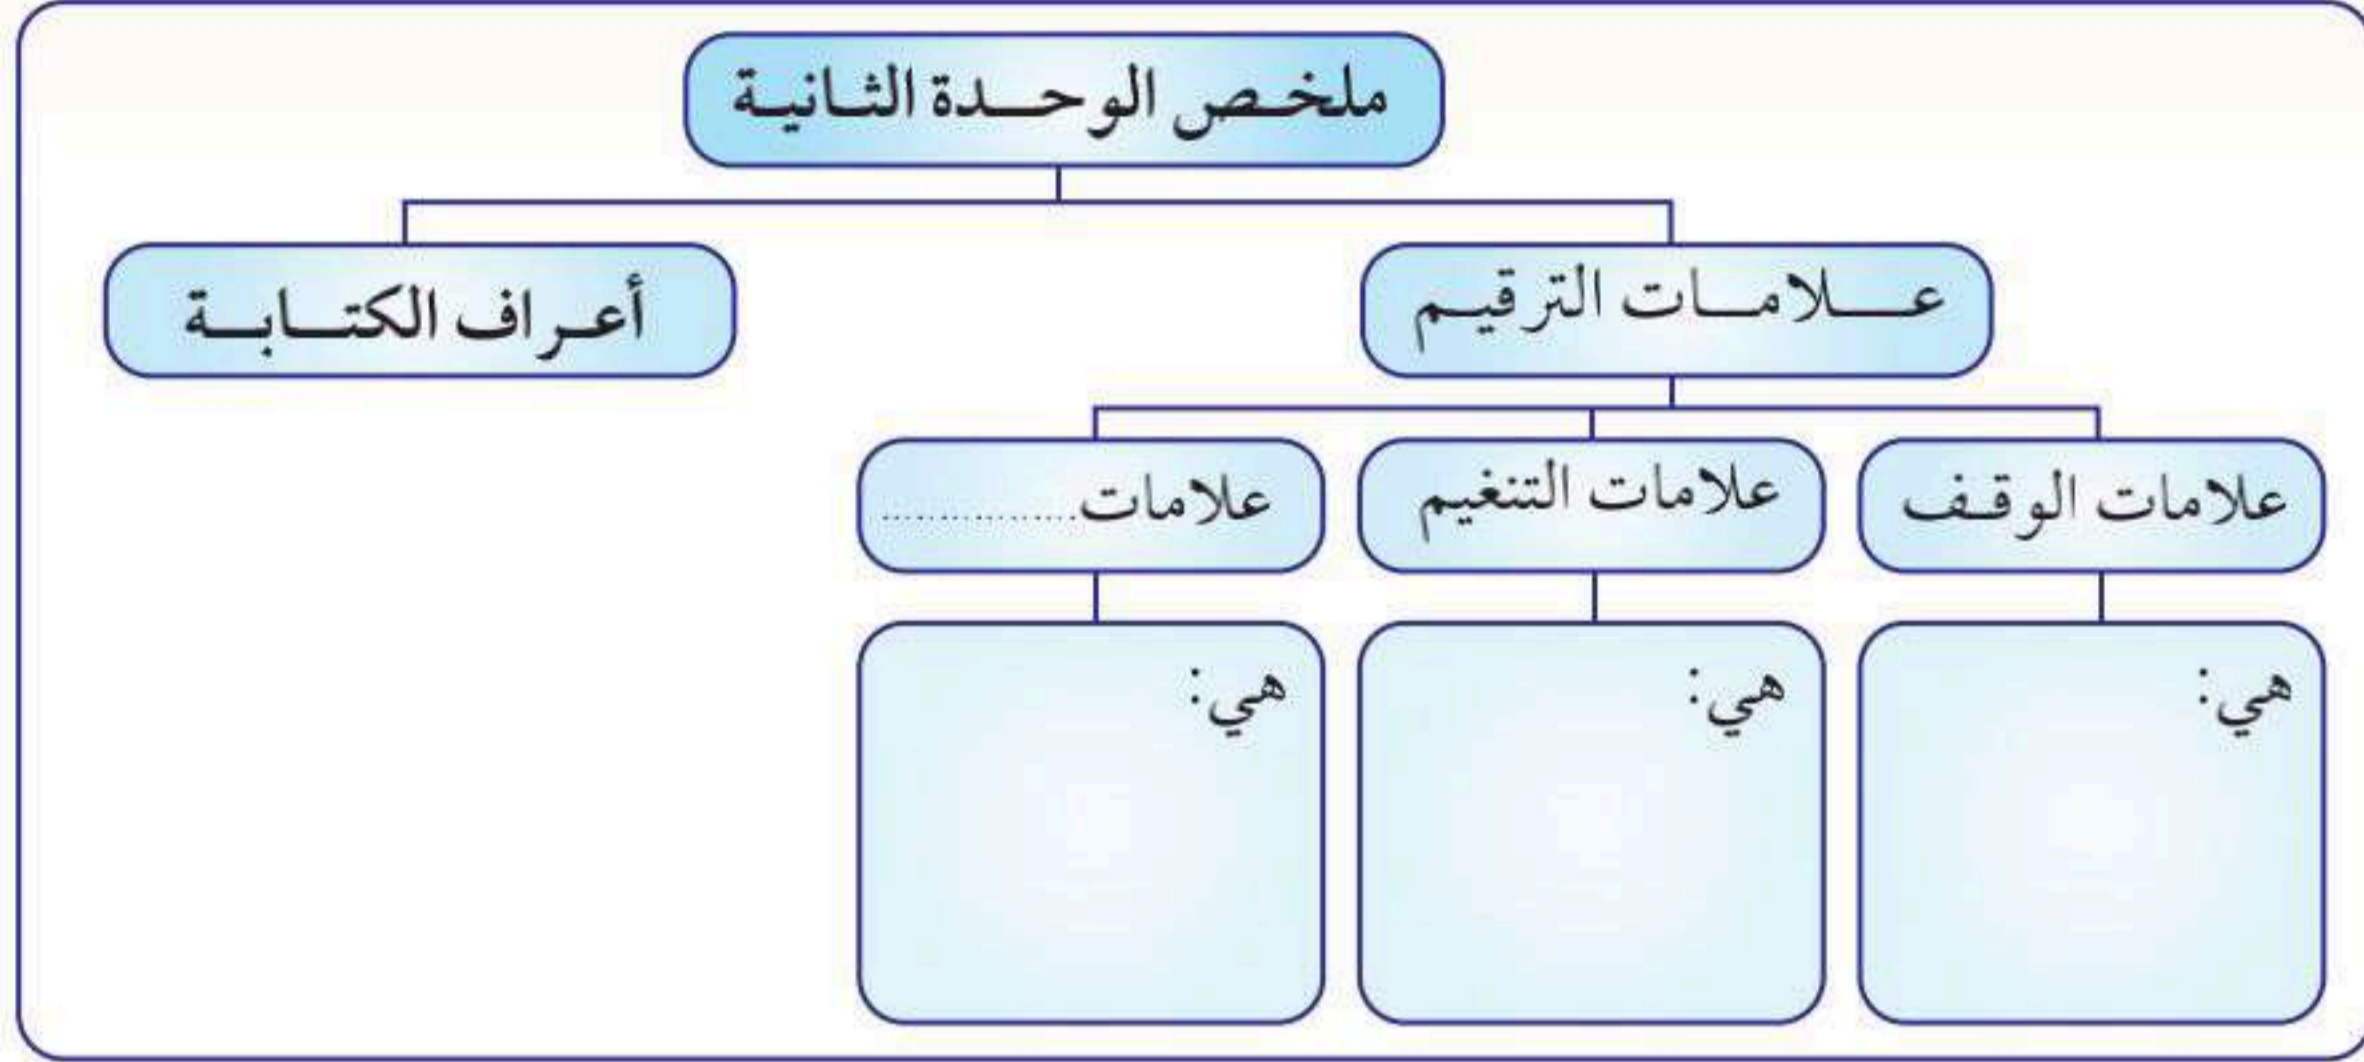 ملخص الوحدة الثانية
علامات الترقيم
أعراف الكتابة
علامات الوقف
علامات التنغيم
علامات................
هي:
هي:
هي: